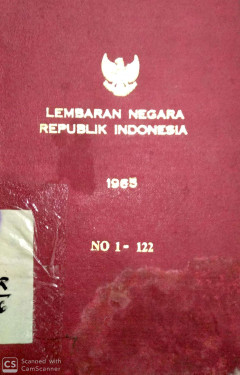 LEMBARAN NEGARA
REPUBLIK INDONESIA
1965
NO 1 - 122
CS Scanned with
CamScanner